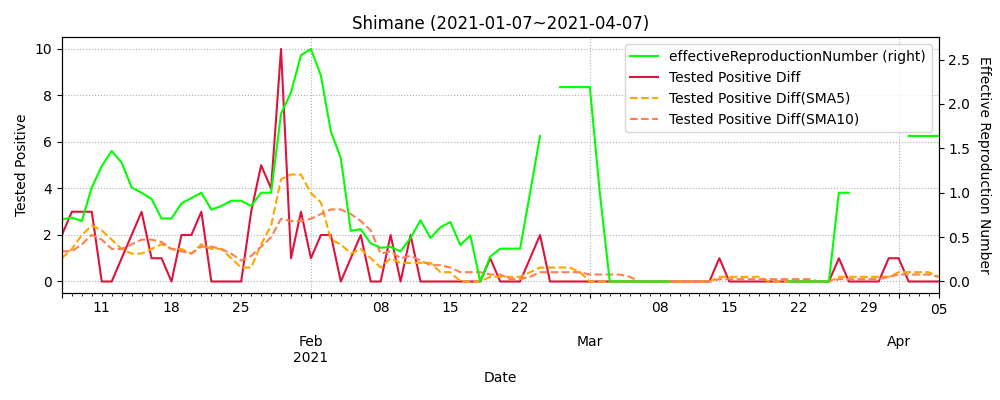 Shimane (2021-01-07~2021-04-07)
effectiveReproductionNumber (right)
Tested Positive Diff
Tested Positive Diff(SMA5)
Tested Positive Diff(SMA10)
Tested Positive
10
8
6
4
2
0
Effective Reproduction Number
2.5
2.0
1.5
1.0
0.5
0.0
11 18 25 08 15 22 08 15 22 29 05
Feb Mar Apr
2021
Date